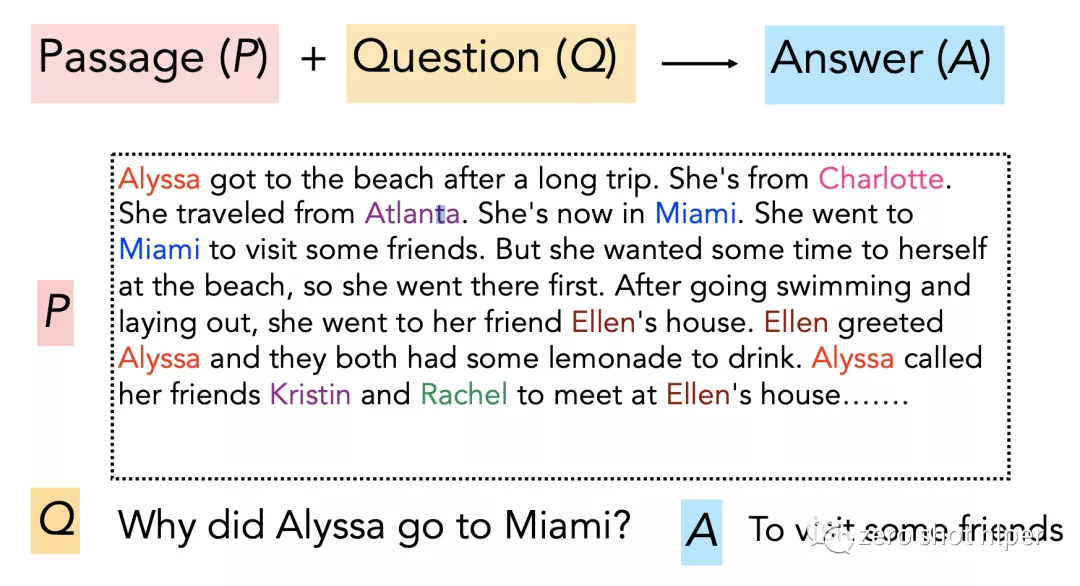 Passage (P) + Question (Q) → Answer (A)
Alyssa got to the beach after a long trip. She's from Charlotte.
She traveled from Atlanta. She's now in Miami. She went to
Miami to visit some friends. But she wanted some time to herself
at the beach, so she went there first. After going swimming and
laying out, she went to her friend Ellen's house. Ellen greeted
Alyssa and they both had some lemonade to drink. Alyssa called
her friends Kristin and Rachel to meet at Ellen's house.......
P
Q Why did Alyssa go to Miami? A To visit some friends
zero shot hiper